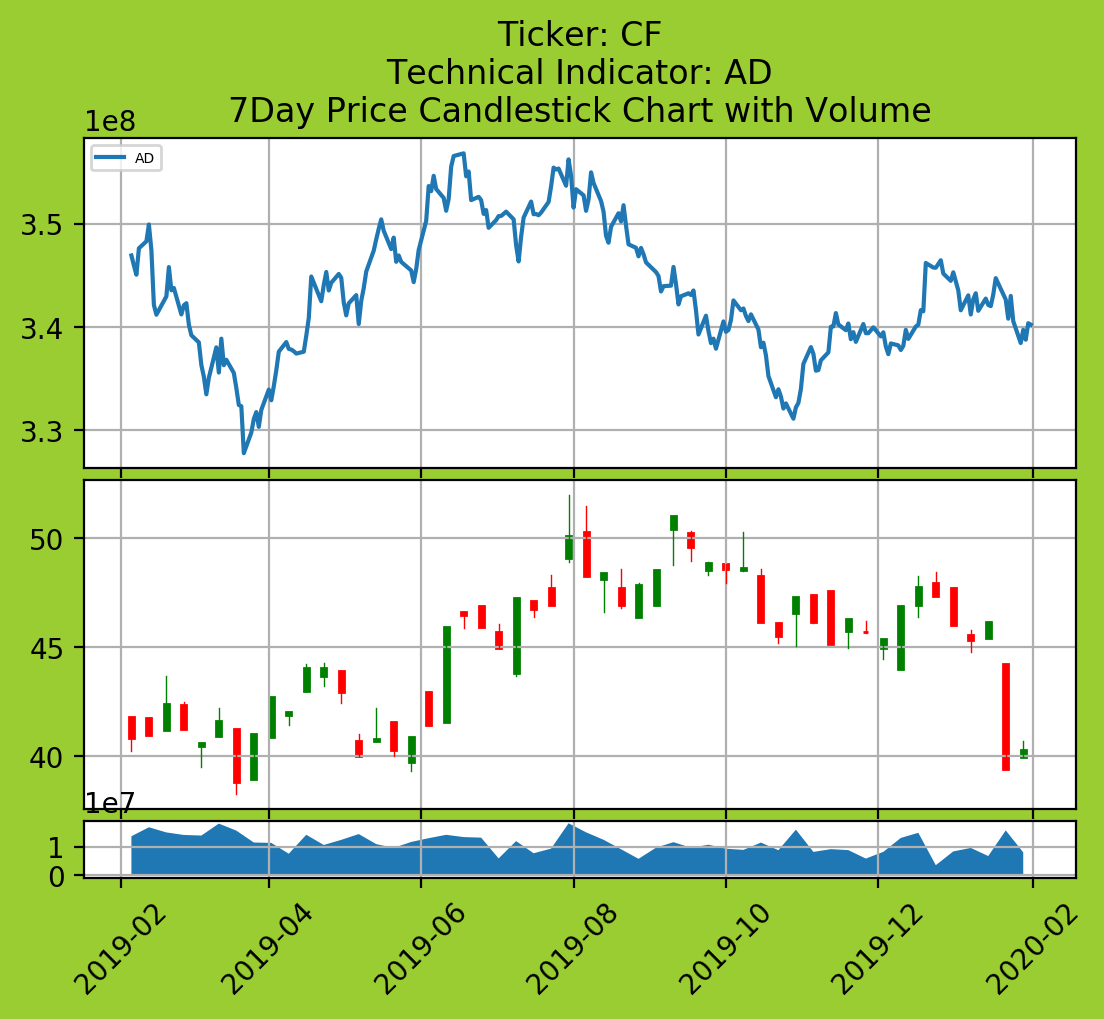 Ticker: CF
Technical Indicator: AD
7Day Price Candlestick Chart with Volume
1e8
AD
3.5
3.4
3.3
50
45
40
1e7
1
0
2019-02
2019-04
2019-06
2019-08
2019-10
2019-12
2020-02